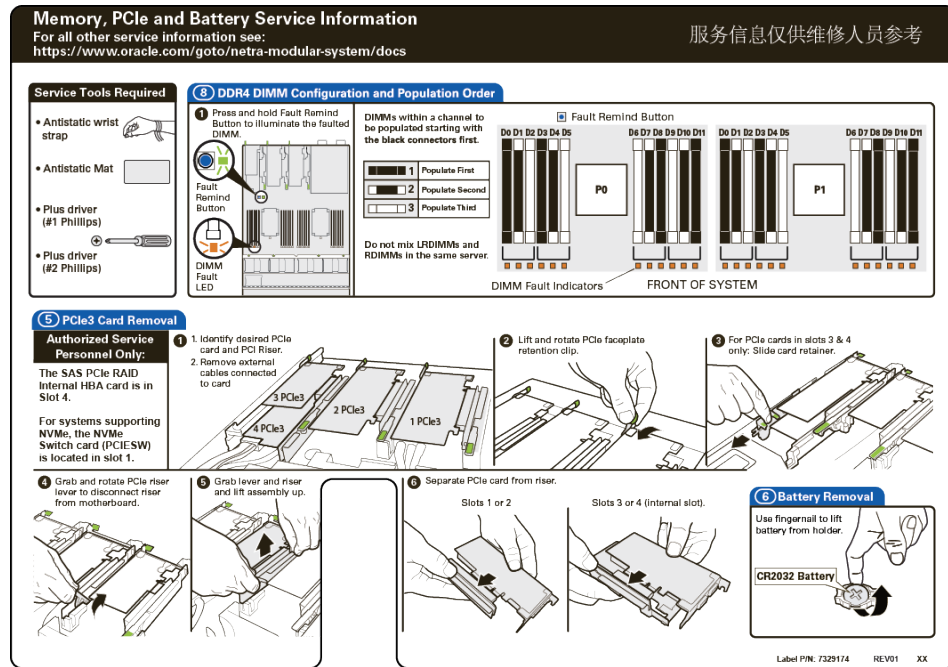 Memory, PCIe and Battery Service Information
For all other service information see:
https://www.oracle.com/goto/netra-modular-system/docs
服务信息仅供维修人员参考
Service Tools Required
• Antistatic wrist
strap
• Antistatic Mat
• Plus driver
(#1 Phillips)
• Plus driver
(#2 Phillips)
8 DDR4 DIMM Configuration and Population Order
1 Press and hold Fault Remind
Button to illuminate the faulted
DIMM.
Fault
Remind
Button
DIMM
Fault
LED
DIMMs within a channel to
be populated starting with
the black connectors first.
1 Populate First
2 Populate Second
3 Populate Third
Do not mix LRDIMMs and
RDIMMs in the same server.
Fault Remind Button
D0 D1 D2 D3 D4 D5
D6 D7 D8 D9 D10 D11
D0 D1 D2 D3 D4 D5
D6 D7 D8 D9 D10 D11
P0
P1
DIMM Fault Indicators
FRONT OF SYSTEM
5 PCIe3 Card Removal
Authorized Service
Personnel Only:
The SAS PCIe RAID
Internal HBA card is in
Slot 4.
For systems supporting
NVMe, the NVMe
Switch card (PCIESW)
is located in slot 1.
1 1. Identify desired PCIe
card and PCI Riser.
2. Remove external
cables connected
to card
3 PCIe3
2 PCIe3
1 PCIe3
4 PCIe3
2 Lift and rotate PCIe faceplate
retention clip.
3 For PCIe cards in slots 3 & 4
only: Slide card retainer.
4 Grab and rotate PCIe riser
lever to disconnect riser
from motherboard.
5 Grab lever and riser
and lift assembly up.
6 Separate PCIe card from riser.
Slots 1 or 2
Slots 3 or 4 (internal slot).
6 Battery Removal
Use fingernail to lift
battery from holder.
CR2032 Battery
Label P/N: 7329174 REV01 XX